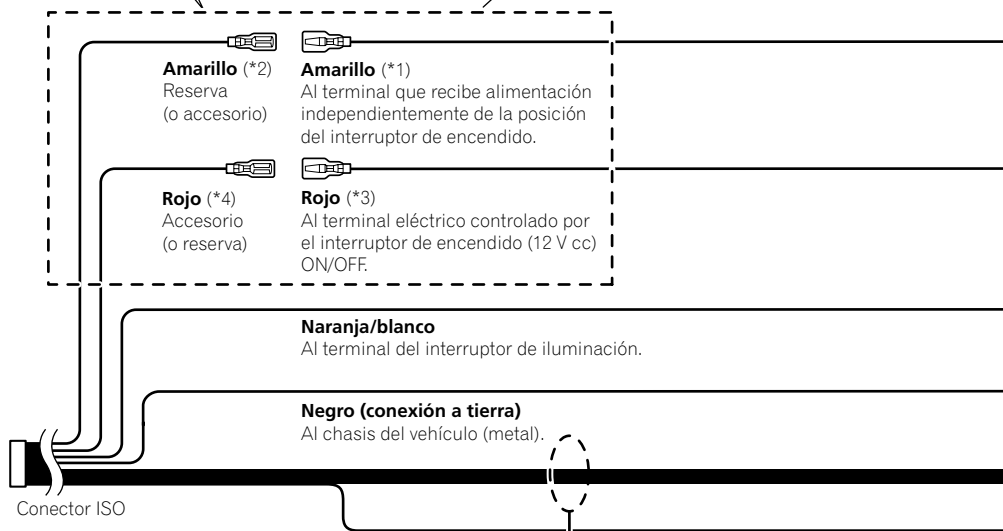 Amarillo (*2)
Reserva
(o accesorio)
Amarillo (*1)
Al terminal que recibe alimentación
independientemente de la posición
del interruptor de encendido.
Rojo (*4)
Accesorio
(o reserva)
Rojo (*3)
Al terminal eléctrico controlado por
el interruptor de encendido (12 V cc)
ON/OFF.
Naranja/blanco
Al terminal del interruptor de iluminación.
Negro (conexión a tierra)
Al chasis del vehículo (metal).
Conector ISO